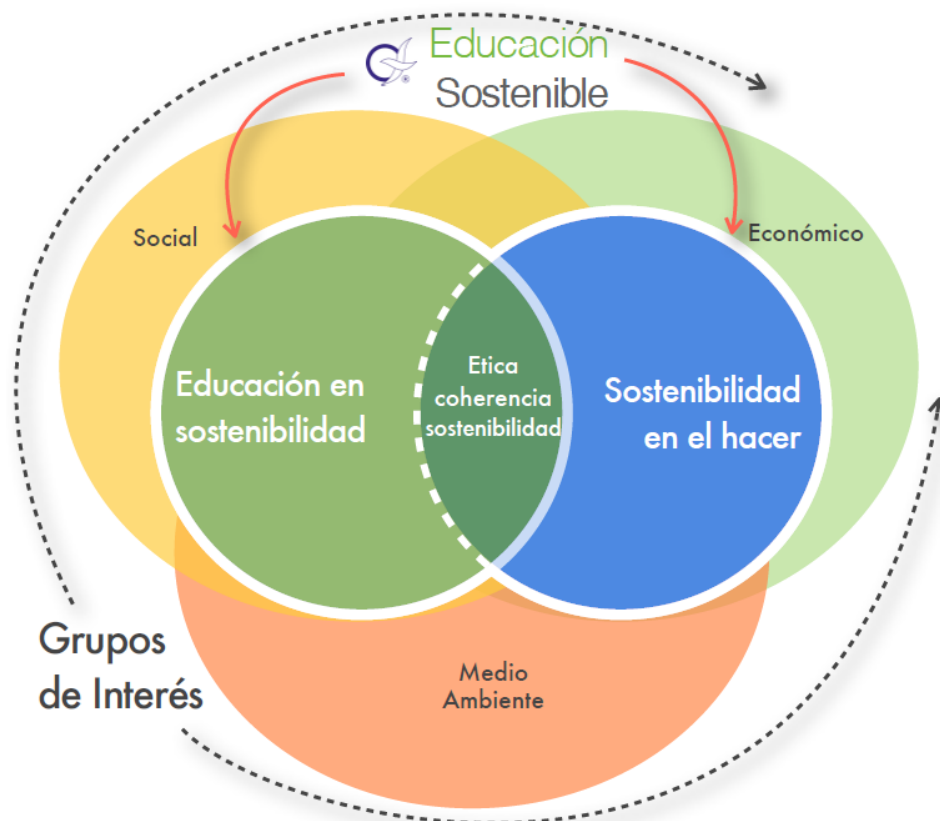 Educación
Sostenible
Social
Económico
Educación en
sostenibilidad
Etica
coherencia
sostenibilidad
Sostenibilidad
en el hacer
Grupos
de Interés
Medio
Ambiente